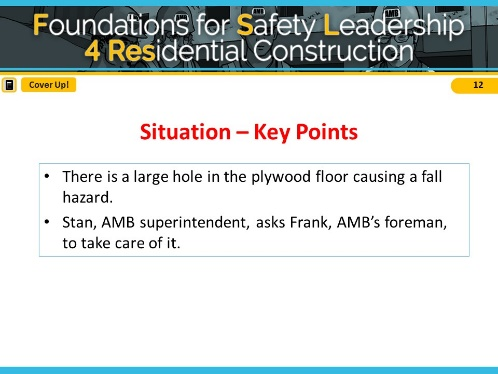 Foundations for Safety Leadership
4 Residential Construction
Cover Up!
12
Situation – Key Points
• There is a large hole in the plywood floor causing a fall
hazard.
• Stan, AMB superintendent, asks Frank, AMB's foreman,
to take care of it.